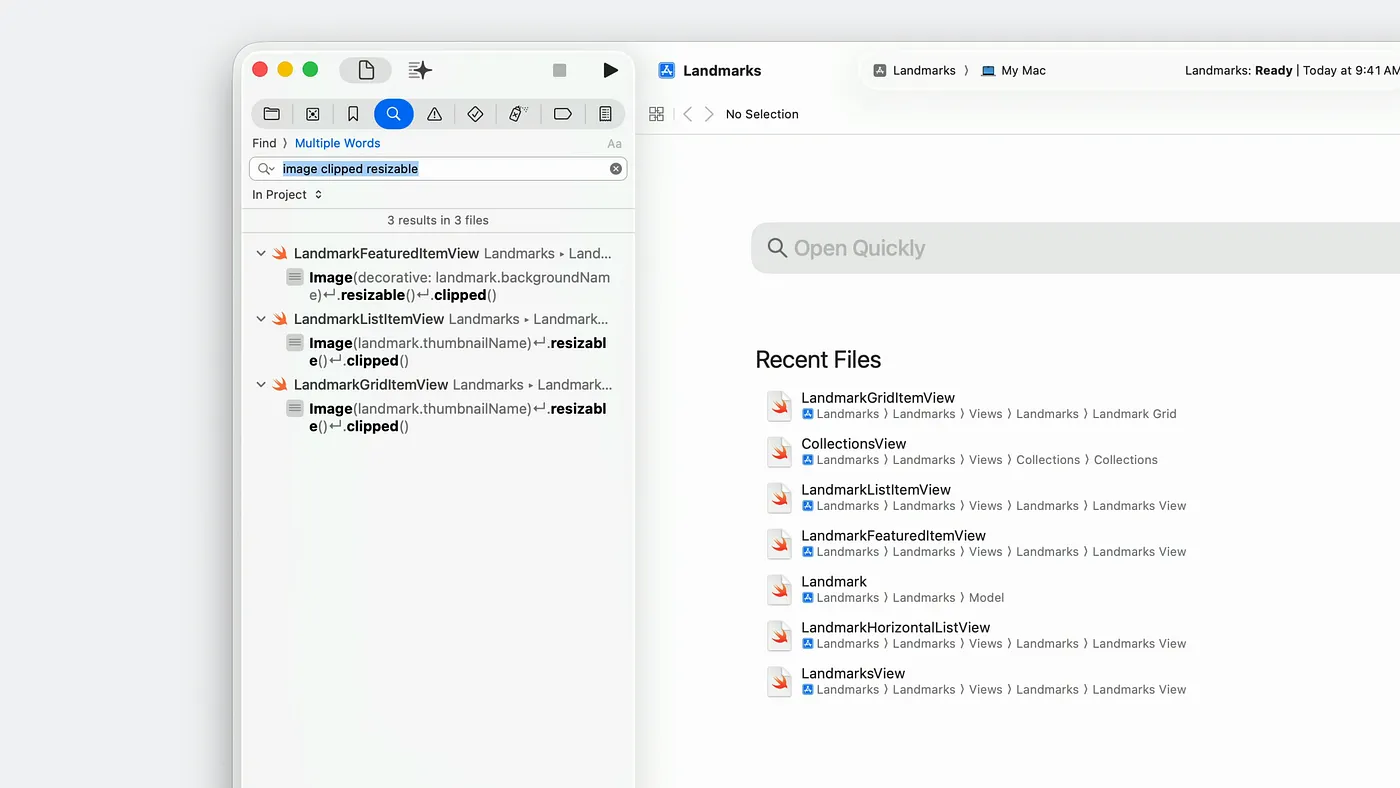 Landmarks
Landmarks 〉 My Mac
Landmarks: Ready | Today at 9:41 AM
No Selection
Find 〉 Multiple Words
Aa
image clipped resizable
In Project
3 results in 3 files
LandmarkFeaturedItemView Landmarks ▸ Land...
Image(decorative: landmark.backgroundNam
e)↩.resizable()↩.clipped()
LandmarkListItemView Landmarks ▸ Landmark...
Image(landmark.thumbnailName)↩.resizabl
e()↩.clipped()
LandmarkGridItemView Landmarks ▸ Landmark...
Image(landmark.thumbnailName)↩.resizabl
e()↩.clipped()
Open Quickly
Recent Files
LandmarkGridItemView
Landmarks 〉 Landmarks 〉 Views 〉 Landmarks 〉 Landmark Grid
CollectionsView
Landmarks 〉 Landmarks 〉 Views 〉 Collections 〉 Collections
LandmarkListItemView
Landmarks 〉 Landmarks 〉 Views 〉 Landmarks 〉 Landmarks View
LandmarkFeaturedItemView
Landmarks 〉 Landmarks 〉 Views 〉 Landmarks 〉 Landmarks View
Landmark
Landmarks 〉 Landmarks 〉 Model
LandmarkHorizontalListView
Landmarks 〉 Landmarks 〉 Views 〉 Landmarks 〉 Landmarks View
LandmarksView
Landmarks 〉 Landmarks 〉 Views 〉 Landmarks 〉 Landmarks View